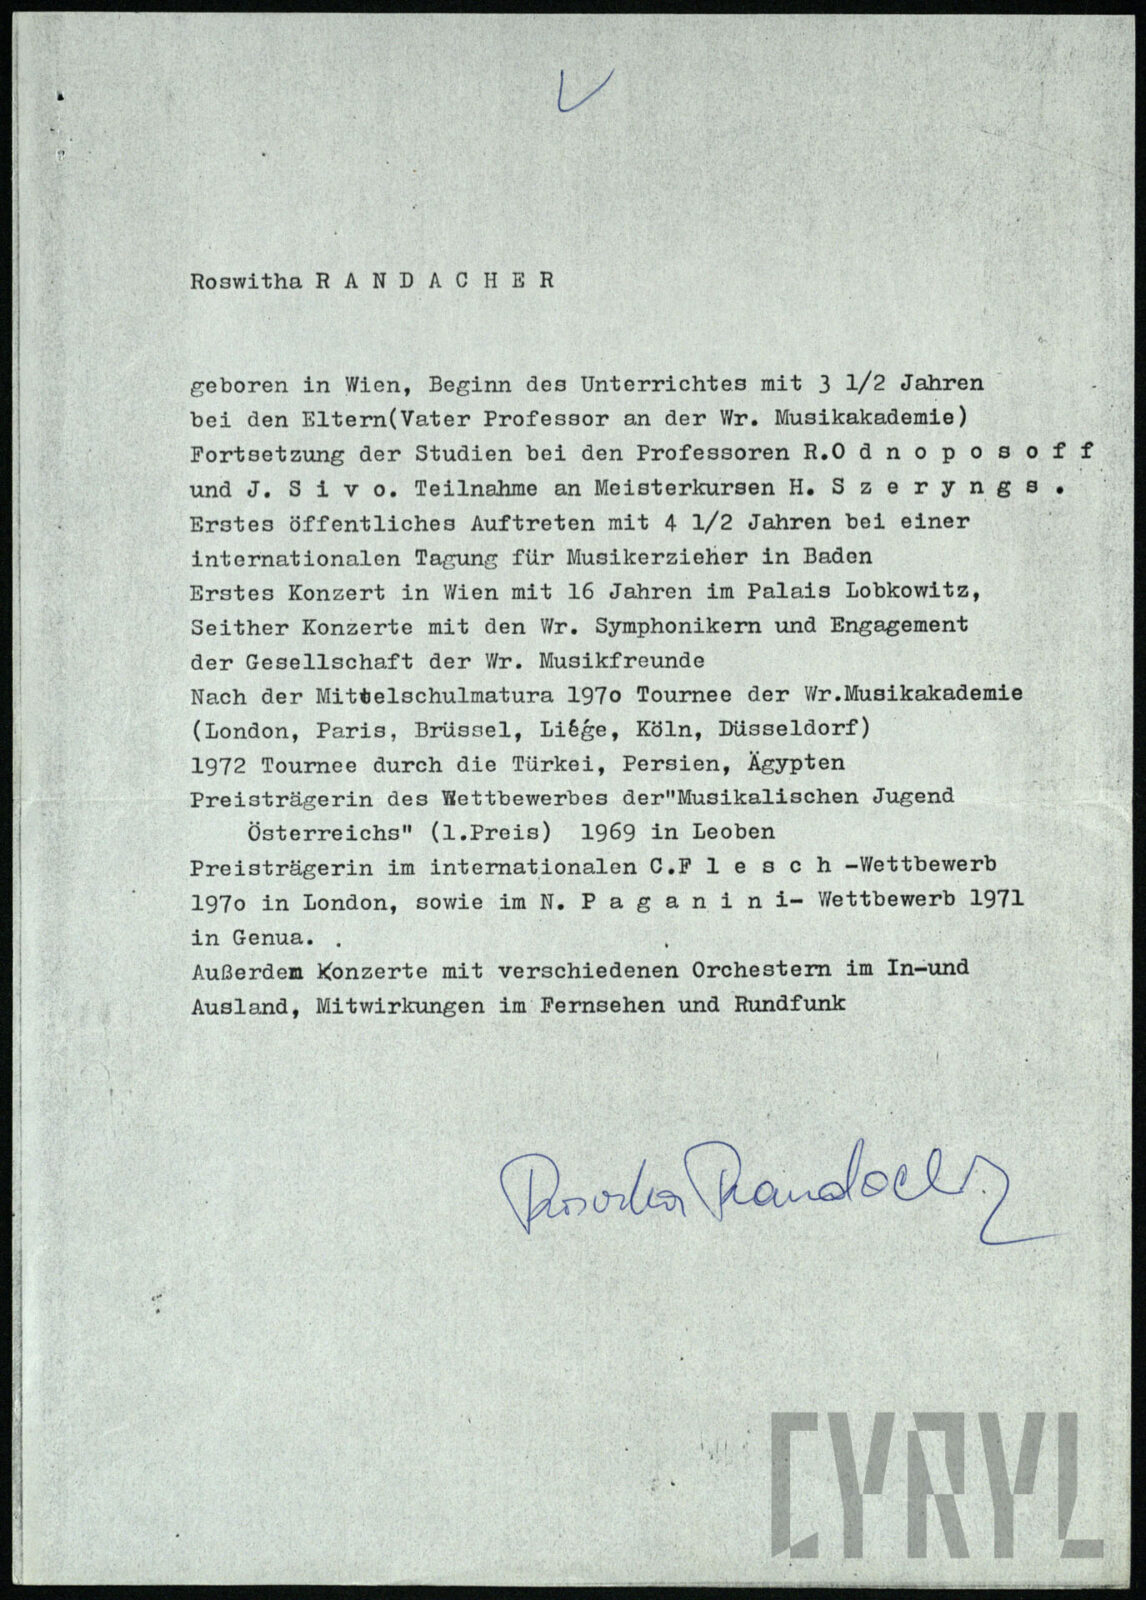 Roswitha R A N D A C H E R
geboren in Wien, Beginn des Unterrichtes mit 3 1/2 Jahren
bei den Eltern(Vater Professor an der Wr. Musikakademie)
Fortsetzung der Studien bei den Professoren R.O d n o p o s o f f
und J. S i v o. Teilnahme an Meisterkursen H. S z e r y n g s .
Erstes öffentliches Auftreten mit 4 1/2 Jahren bei einer
internationalen Tagung für Musikerzieher in Baden
Erstes Konzert in Wien mit 16 Jahren im Palais Lobkowitz,
Seither Konzerte mit den Wr. Symphonikern und Engagement
der Gesellschaft der Wr. Musikfreunde
Nach der Mittelschulmatura 197o Tournee der Wr.Musikakademie
(London, Paris, Brüssel, Liége, Köln, Düsseldorf)
1972 Tournee durch die Türkei, Persien, Ägypten
Preisträgerin des Wettbewerbes der"Musikalischen Jugend
Österreichs" (1.Preis) 1969 in Leoben
Preisträgerin im internationalen C.F l e s c h -Wettbewerb
197o in London, sowie im N. P a g a n i n i- Wettbewerb 1971
in Genua. .
Außerdem Konzerte mit verschiedenen Orchestern im In-und
Ausland, Mitwirkungen im Fernsehen und Rundfunk
Roswitha Randacher
CYRYL